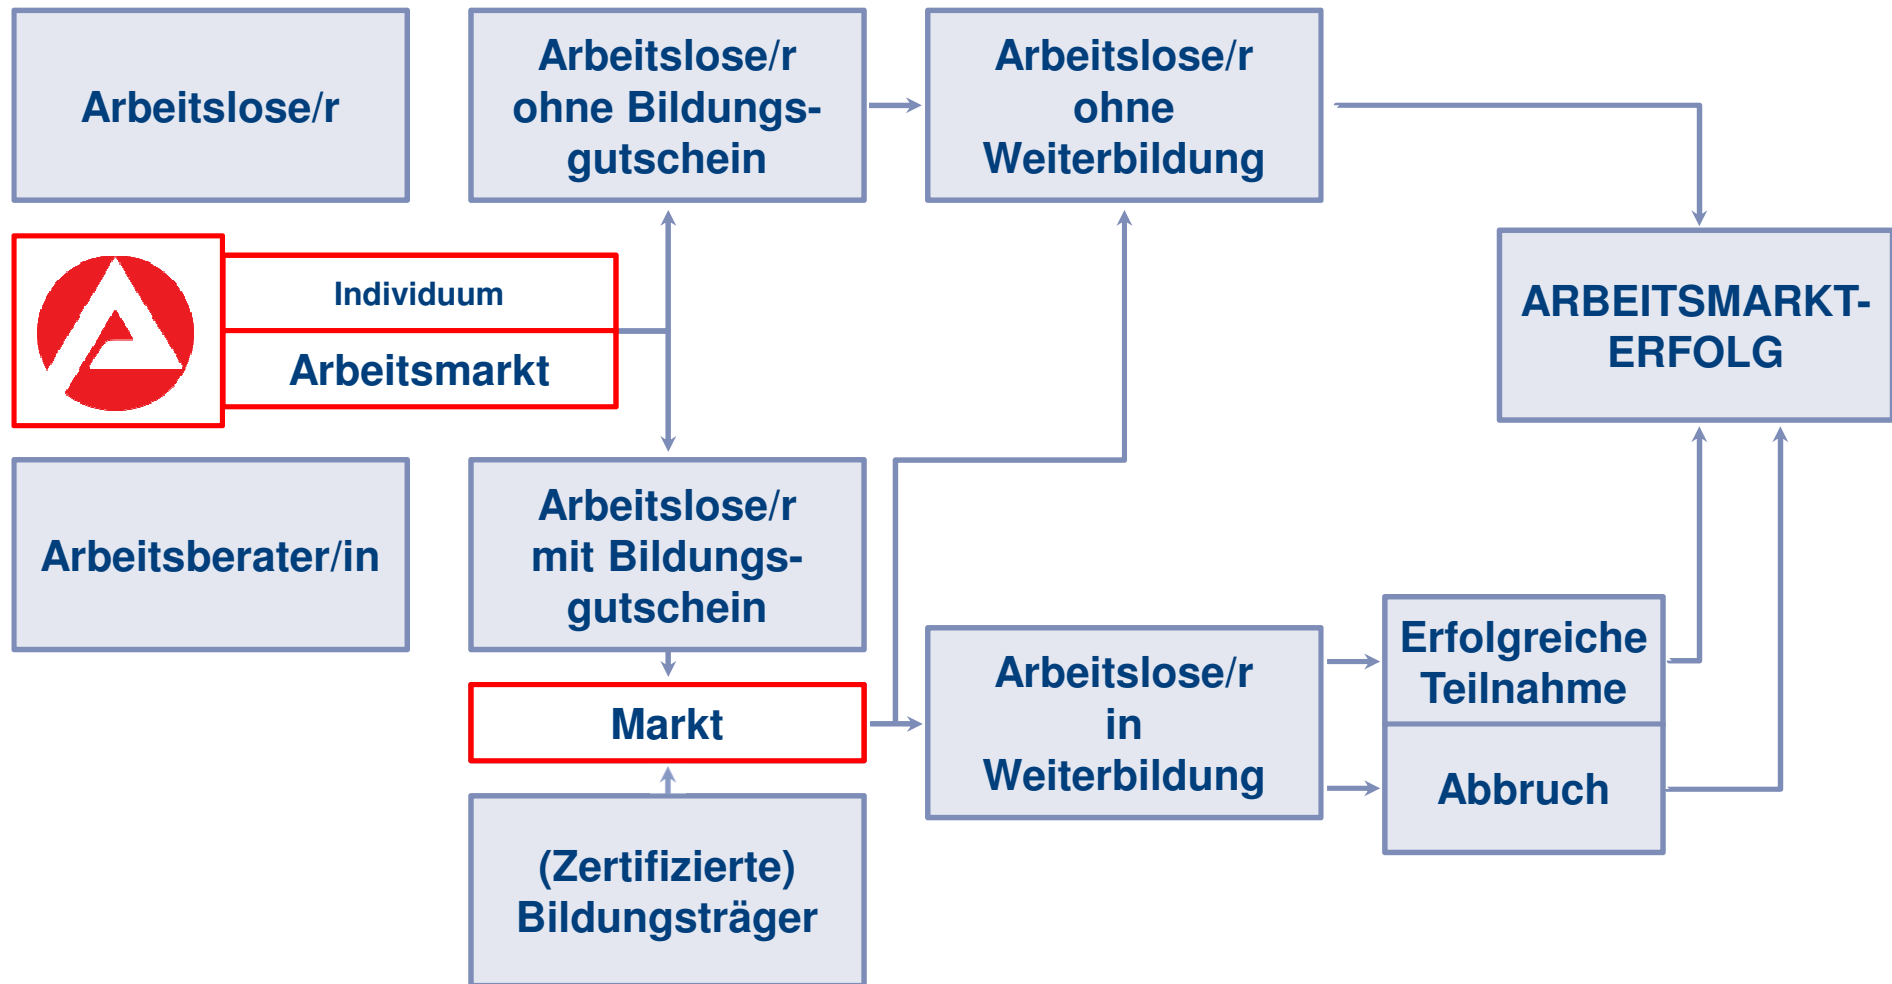 Arbeitslose/r
Arbeitslose/r
ohne Bildungs-
gutschein
Arbeitslose/r
ohne
Weiterbildung
Individuum
Arbeitsmarkt
ARBEITSMARKT-
ERFOLG
Arbeitsberater/in
Arbeitslose/r
mit Bildungs-
gutschein
Markt
Arbeitslose/r
in
Weiterbildung
Erfolgreiche
Teilnahme
Abbruch
(Zertifizierte)
Bildungsträger